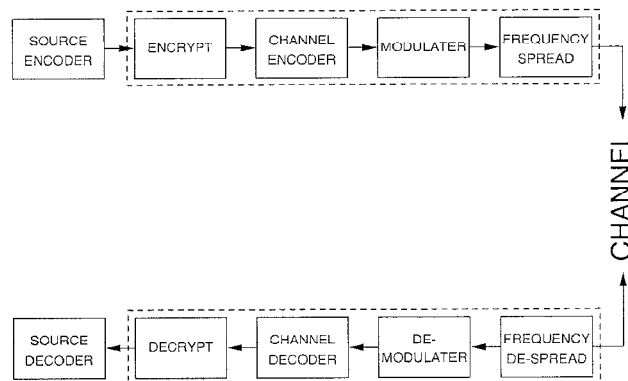 SOURCE
ENCODER
ENCRYPT
CHANNEL
ENCODER
MODULATER
FREQUENCY
SPREAD
CHANNEL
SOURCE
DECODER
DECRYPT
CHANNEL
DECODER
DE-
MODULATER
FREQUENCY
DE-SPREAD